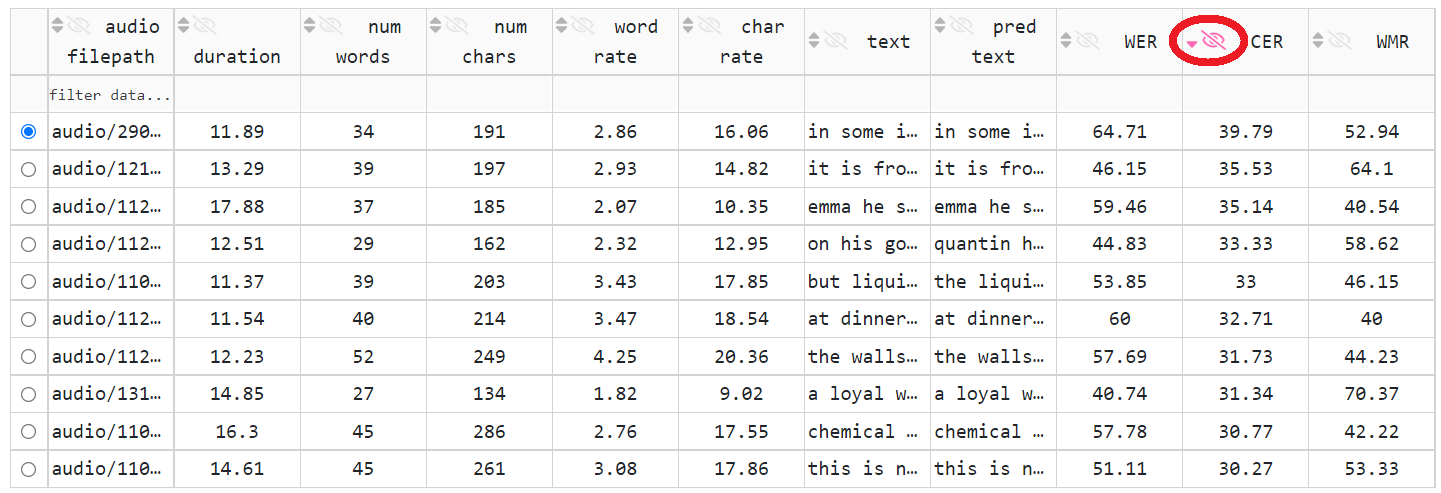 audio filepath duration num words num chars word rate char rate text pred text WER CER WMR
filter data...
audio/290… 11.89 34 191 2.86 16.06 in some i… in some i… 64.71 39.79 52.94
audio/121… 13.29 39 197 2.93 14.82 it is fro… it is fro… 46.15 35.53 64.1
audio/112… 17.88 37 185 2.07 10.35 emma he s… emma he s… 59.46 35.14 40.54
audio/112… 12.51 29 162 2.32 12.95 on his go… quantin h… 44.83 33.33 58.62
audio/110… 11.37 39 203 3.43 17.85 but liqui… the liqui… 53.85 33 46.15
audio/112… 11.54 40 214 3.47 18.54 at dinner… at dinner… 60 32.71 40
audio/112… 12.23 52 249 4.25 20.36 the walls… the walls… 57.69 31.73 44.23
audio/131… 14.85 27 134 1.82 9.02 a loyal w… a loyal w… 40.74 31.34 70.37
audio/110… 16.3 45 286 2.76 17.55 chemical … chemical … 57.78 30.77 42.22
audio/110… 14.61 45 261 3.08 17.86 this is n… this is n… 51.11 30.27 53.33